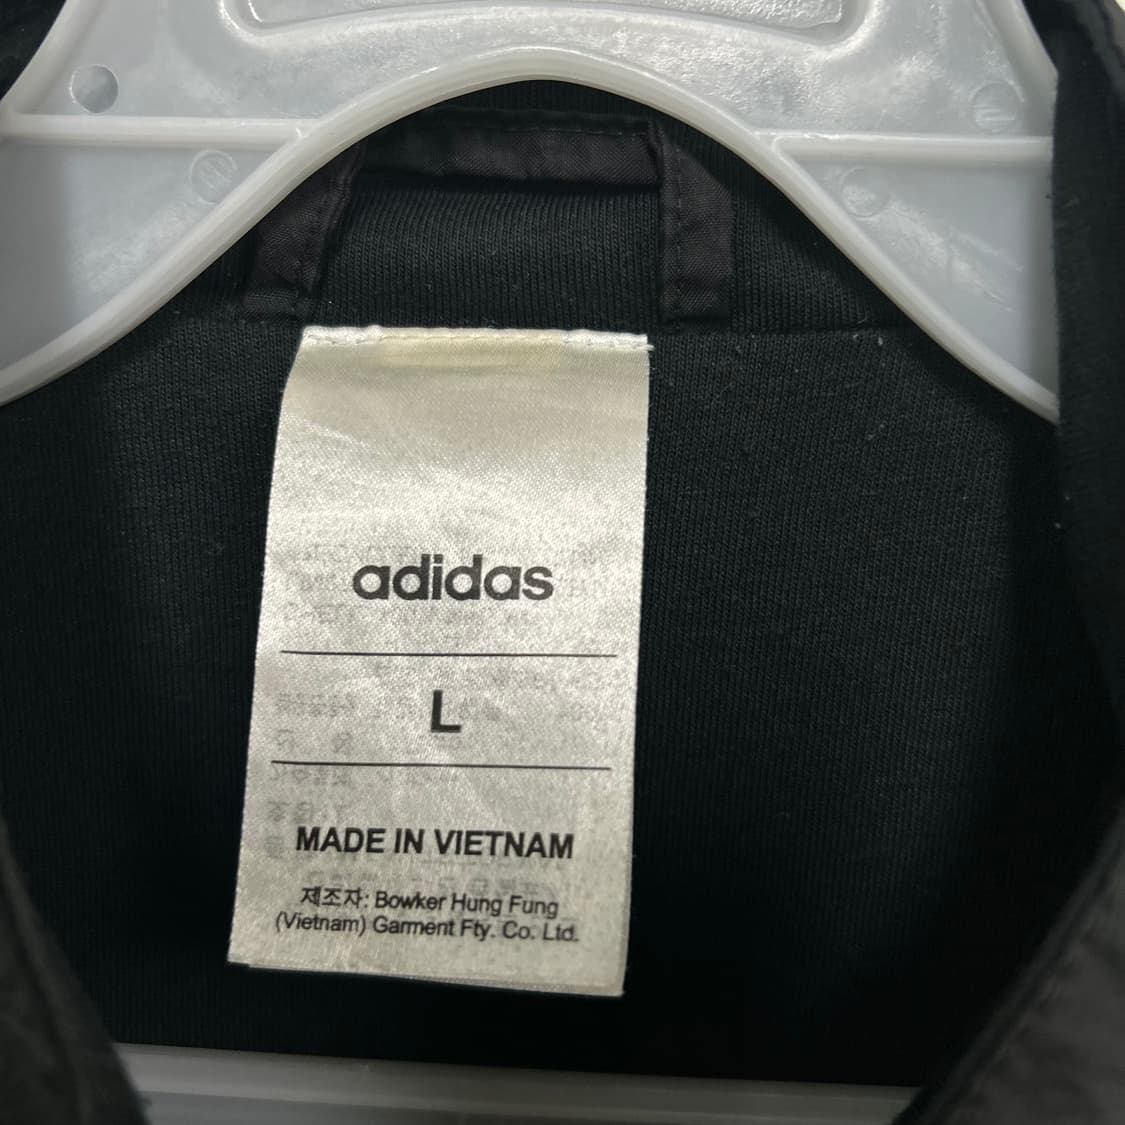 adidas
L
MADE IN VIETNAM
제조자: Bowker Hung Fung
(Vietnam) Garment Fty. Co. Ltd.